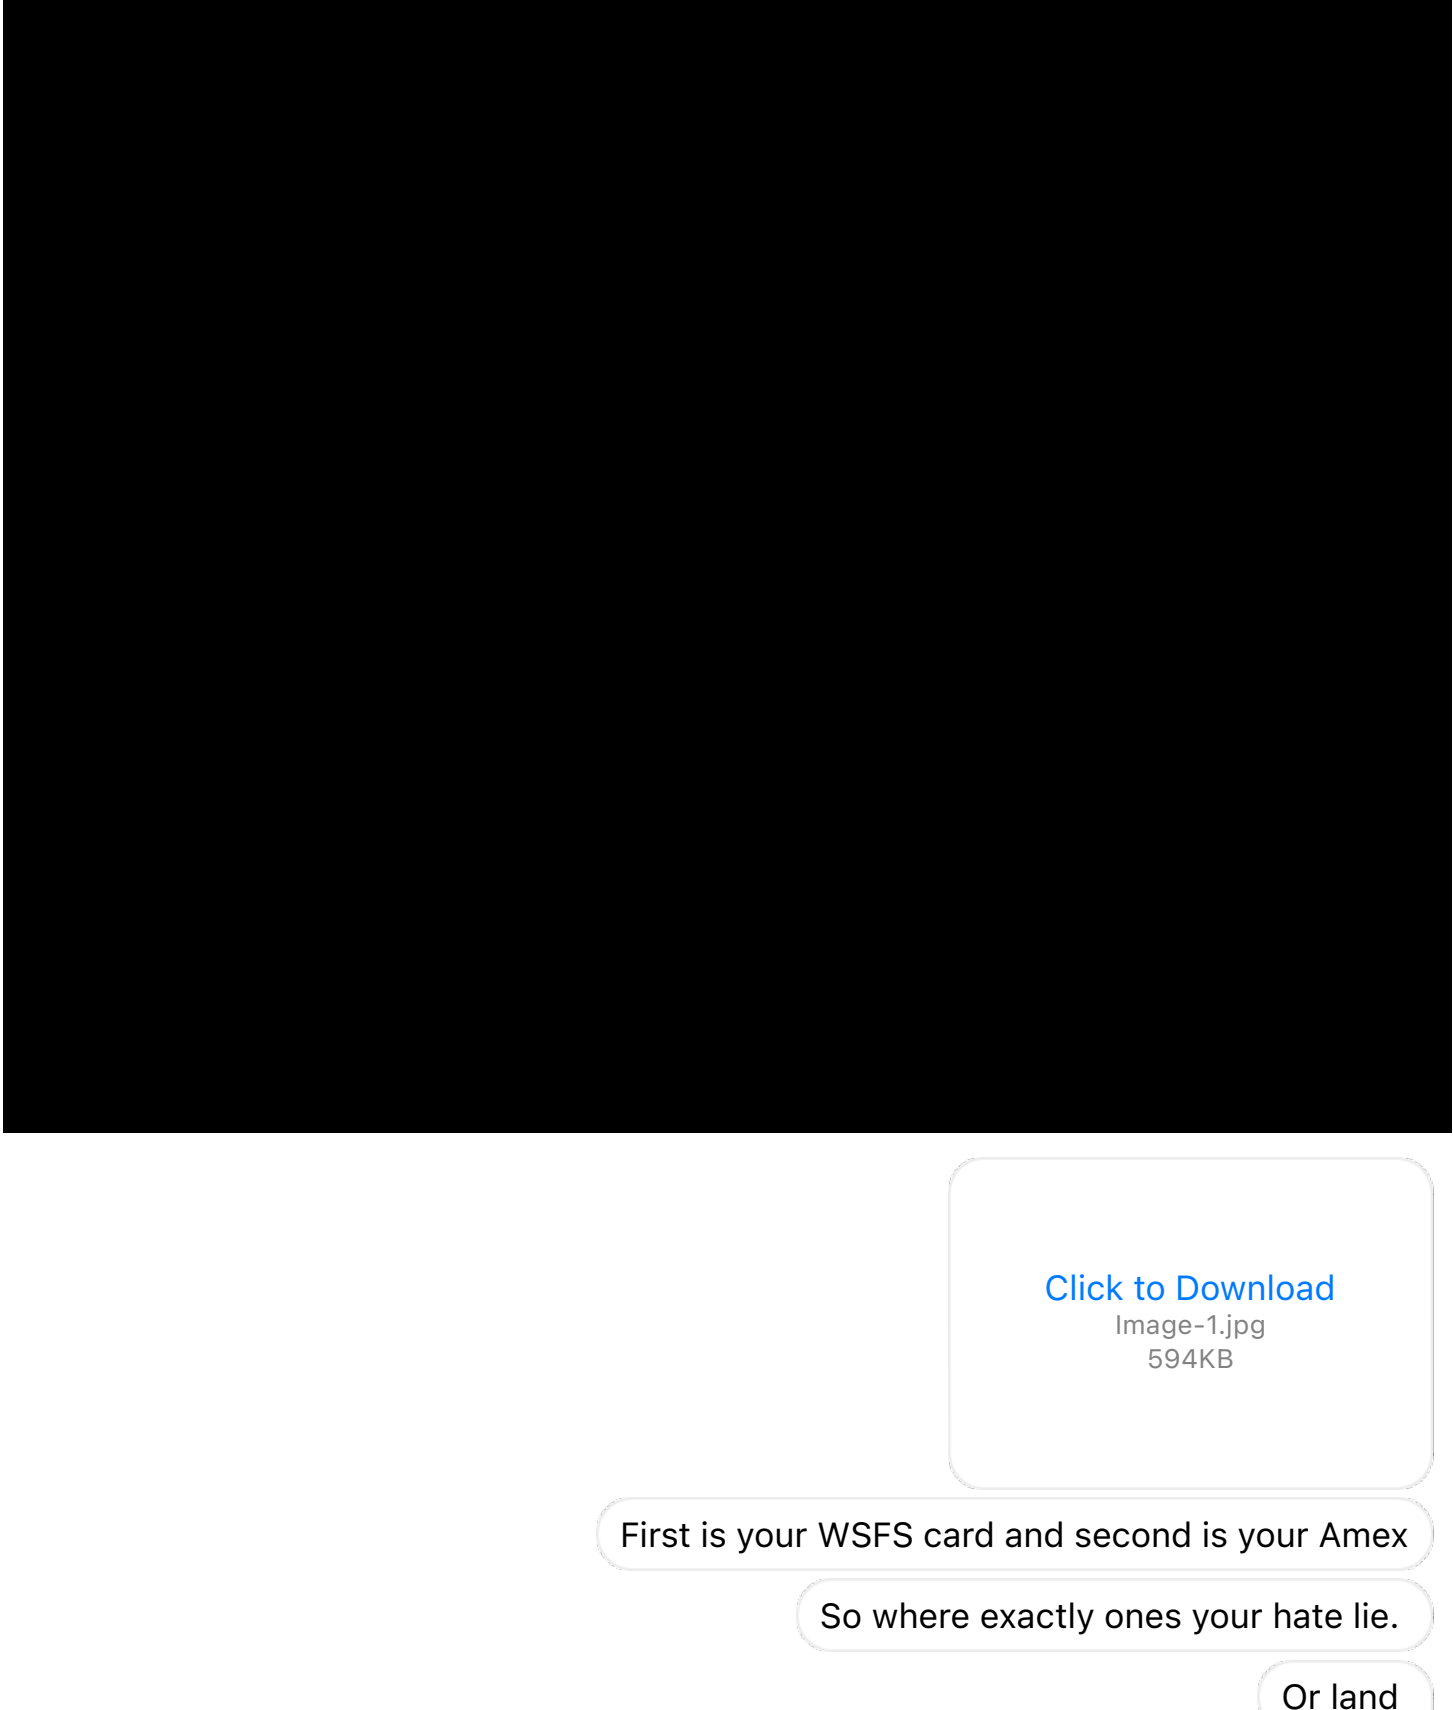 Click to Download
Image-1.jpg
594KB
First is your WSFS card and second is your Amex
So where exactly ones your hate lie.
Or land